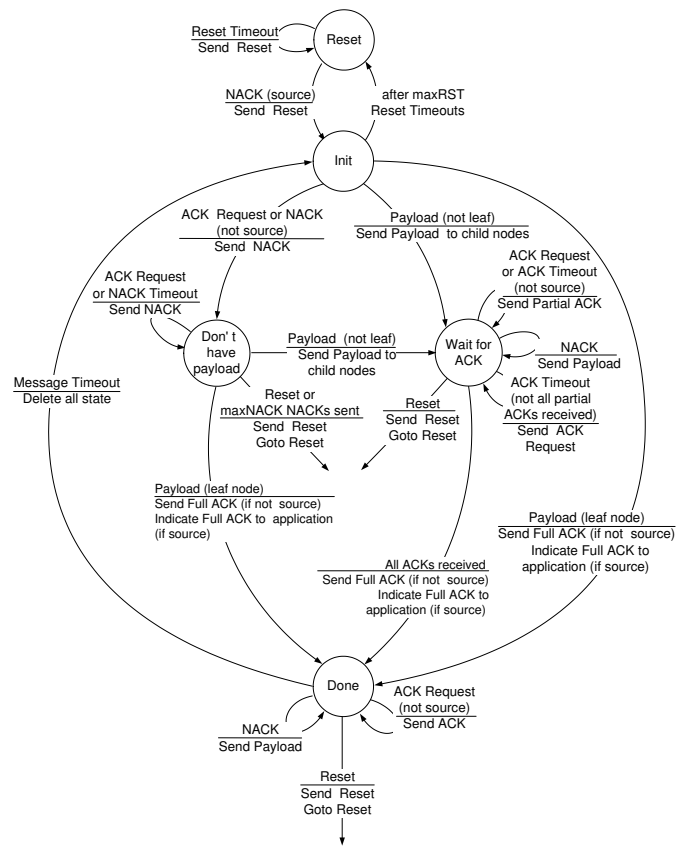 Reset Timeout
Send Reset
Reset
NACK (source)
Send Reset
after maxRST
Reset Timeouts
Init
ACK Request or NACK
(not source)
Send NACK
Payload (not leaf)
Send Payload to child nodes
ACK Request
or NACK Timeout
Send NACK
ACK Request
or ACK Timeout
(not source)
Send Partial ACK
Don't
have
payload
Payload (not leaf)
Send Payload to
child nodes
Wait for
ACK
NACK
Send Payload
Message Timeout
Delete all state
Reset or
maxNACK NACKs sent
Send Reset
Goto Reset
Reset
Send Reset
Goto Reset
ACK Timeout
(not all partial
ACKs received)
Send ACK
Request
Payload (leaf node)
Send Full ACK (if not source)
Indicate Full ACK to application
(if source)
All ACKs received
Send Full ACK (if not source)
Indicate Full ACK to
application (if source)
Payload (leaf node)
Send Full ACK (if not source)
Indicate Full ACK to
application (if source)
Done
NACK
Send Payload
ACK Request
(not source)
Send ACK
Reset
Send Reset
Goto Reset